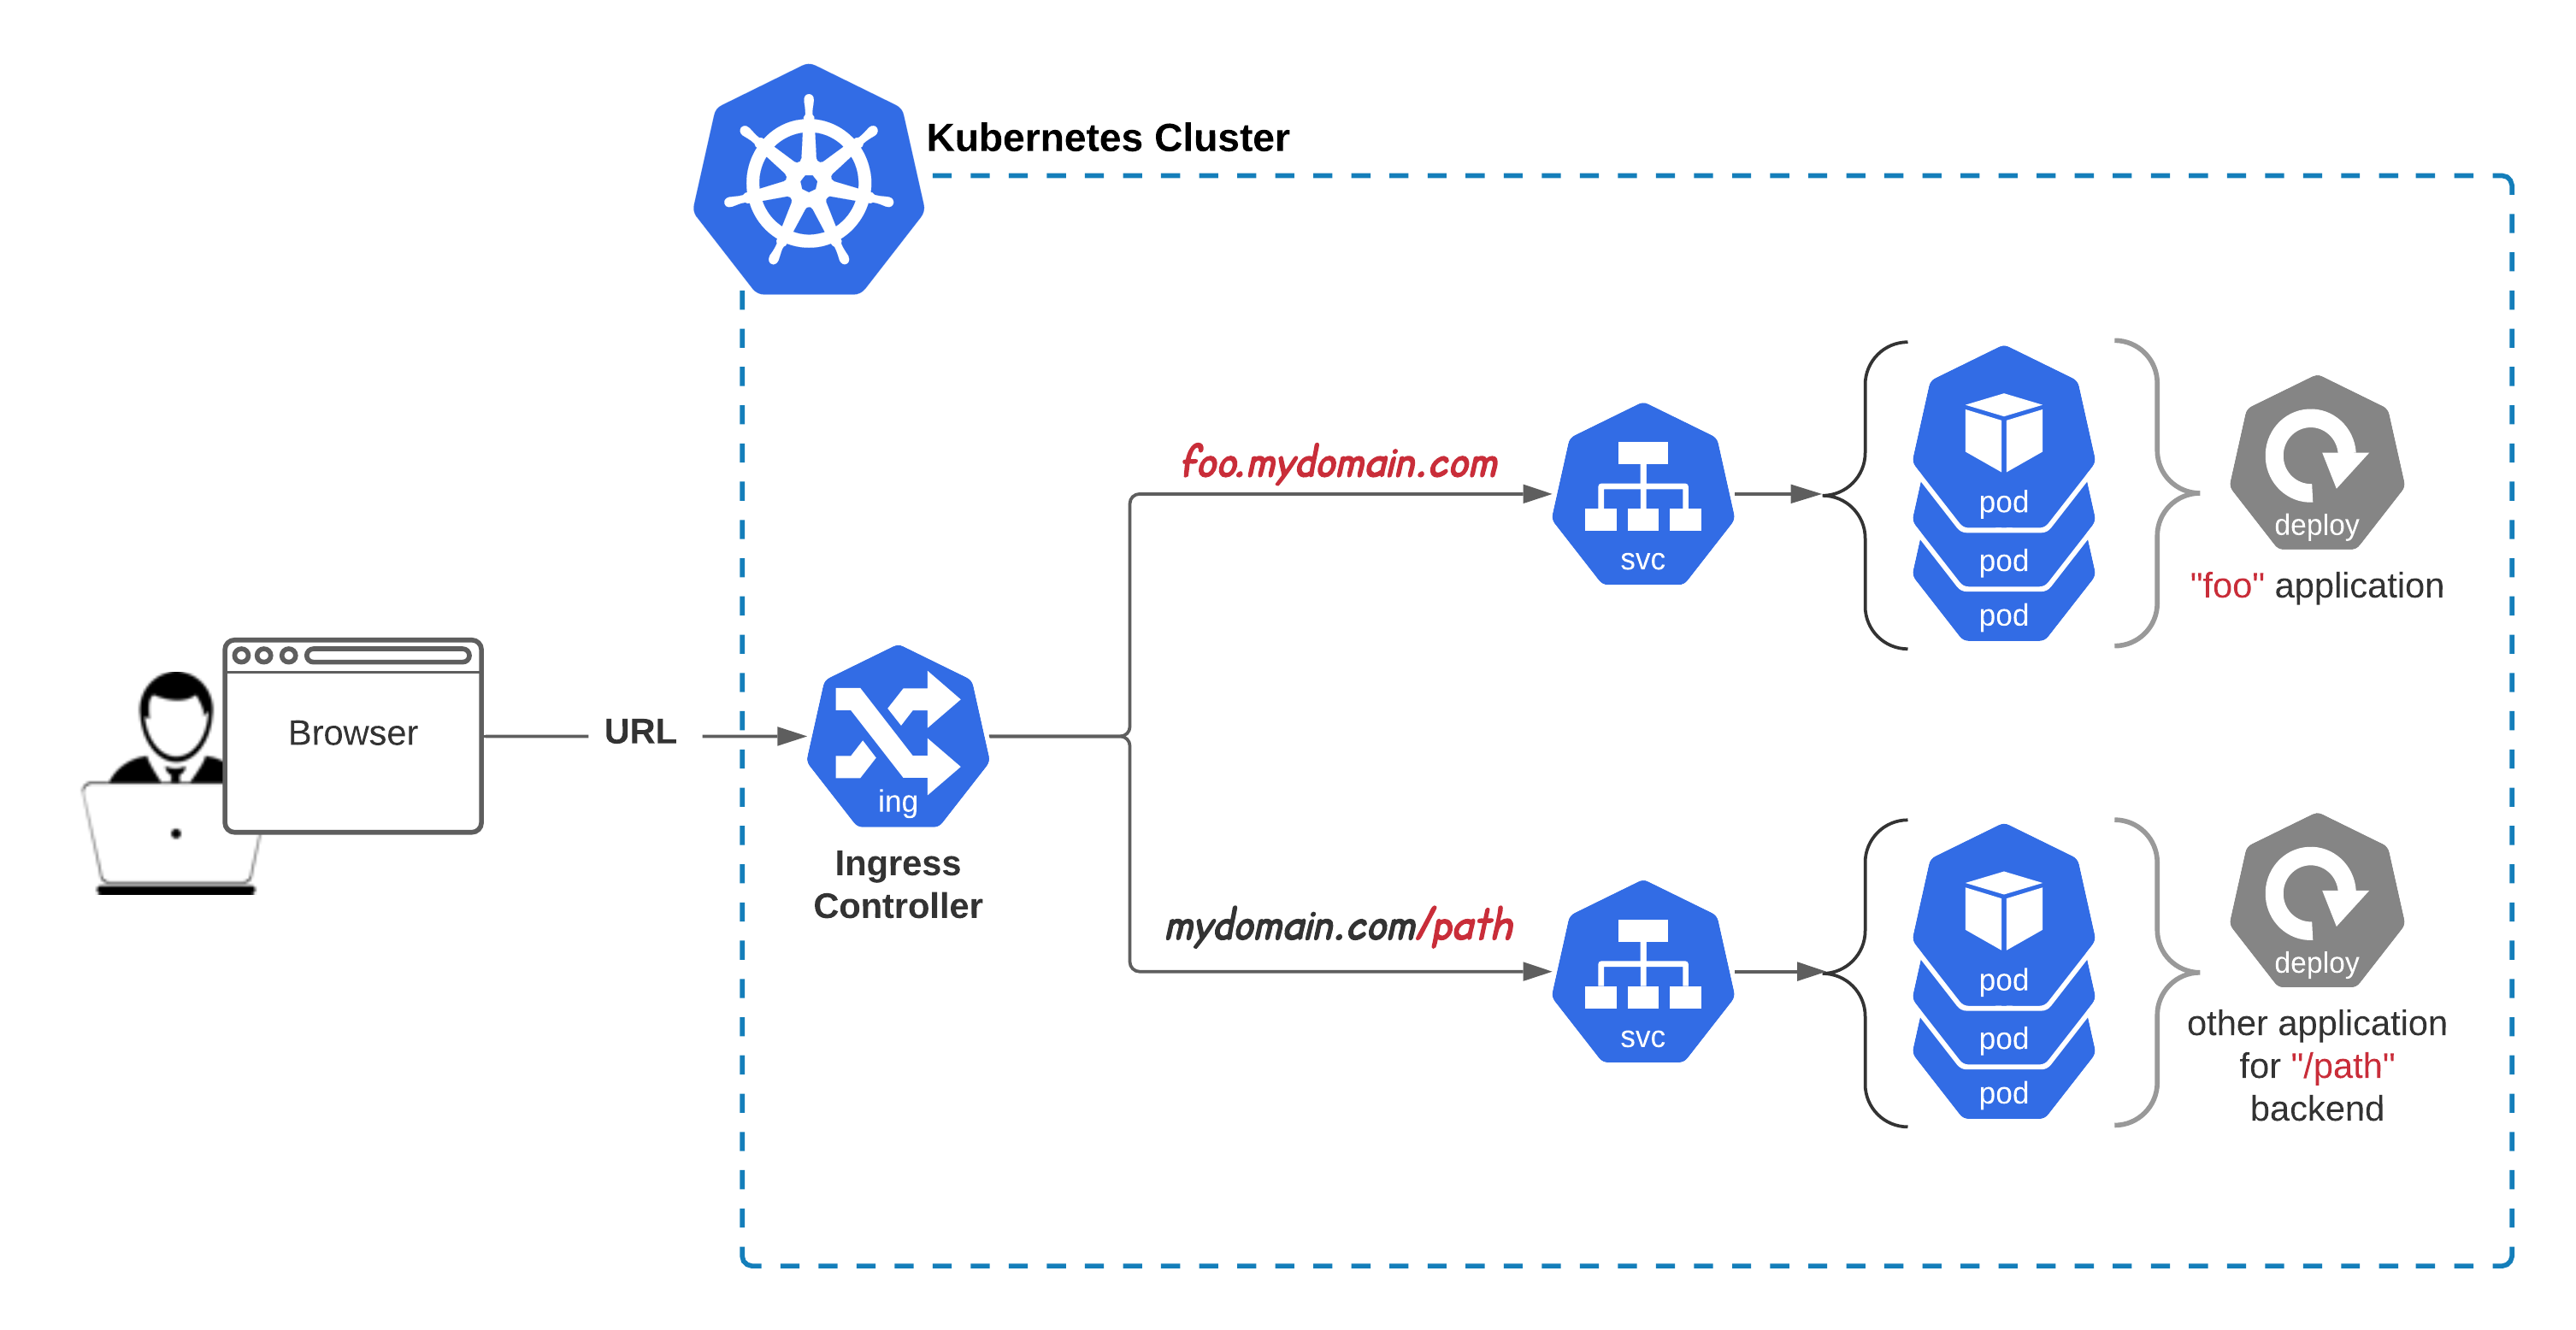 Kubernetes Cluster
foo.mydomain.com
svc
pod
pod
pod
deploy
"foo" application
Browser
URL
ing
Ingress
Controller
mydomain.com/path
svc
pod
pod
pod
deploy
other application
for "/path"
backend